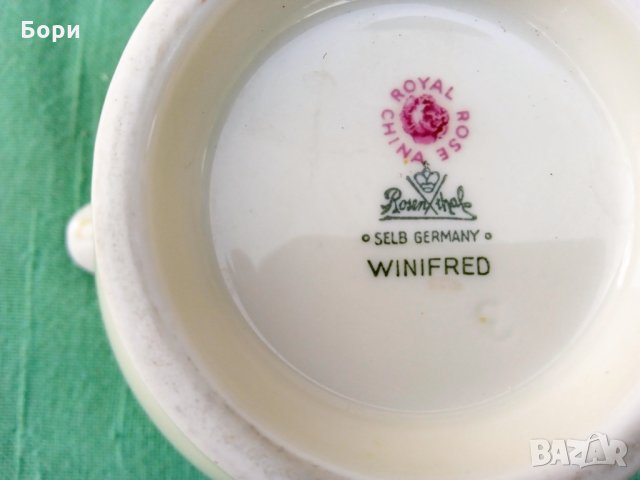 Бори
ROYAL ROSE CHINA
Rosenthal
SELB GERMANY
WINIFRED
BAZAR